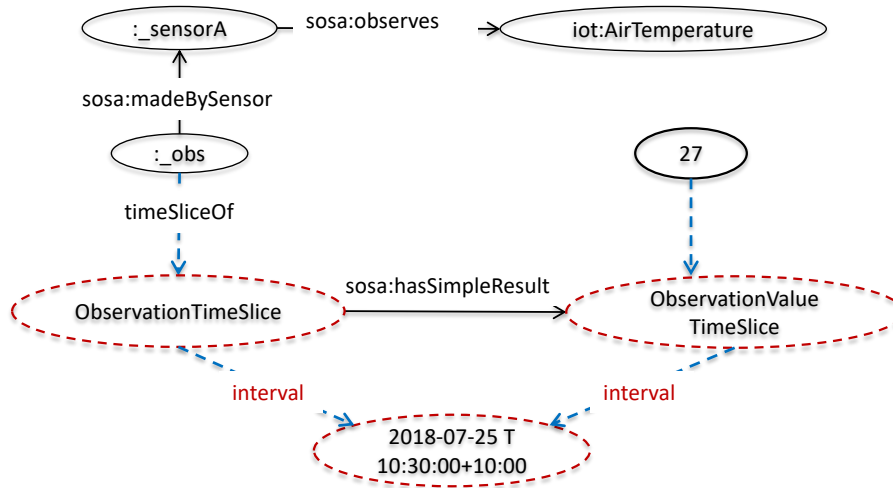 :_sensorA
sosa:observes
iot:AirTemperature
sosa:madeBySensor
:_obs
27
timeSliceOf
ObservationTimeSlice
sosa:hasSimpleResult
ObservationValue
TimeSlice
interval
interval
2018-07-25 T
10:30:00+10:00